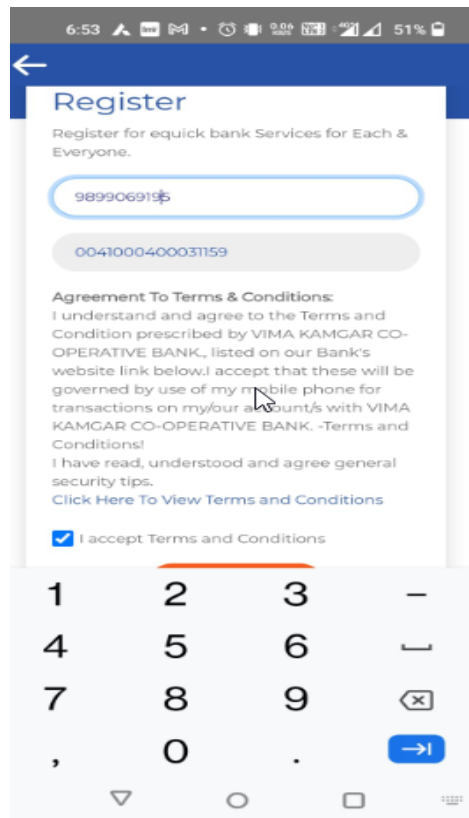 6:53
0.06
KB/S
4G
51%
Register
Register for equick bank Services for Each &
Everyone.
9899069195
0041000400031159
Agreement To Terms & Conditions:
I understand and agree to the Terms and
Condition prescribed by VIMA KAMGAR CO-
OPERATIVE BANK., listed on our Bank's
website link below.I accept that these will be
governed by use of my mobile phone for
transactions on my/our account/s with VIMA
KAMGAR CO-OPERATIVE BANK. -Terms and
Conditions!
I have read, understood and agree general
security tips.
Click Here To View Terms and Conditions
I accept Terms and Conditions
1 2 3 –
4 5 6
7 8 9
, 0 .